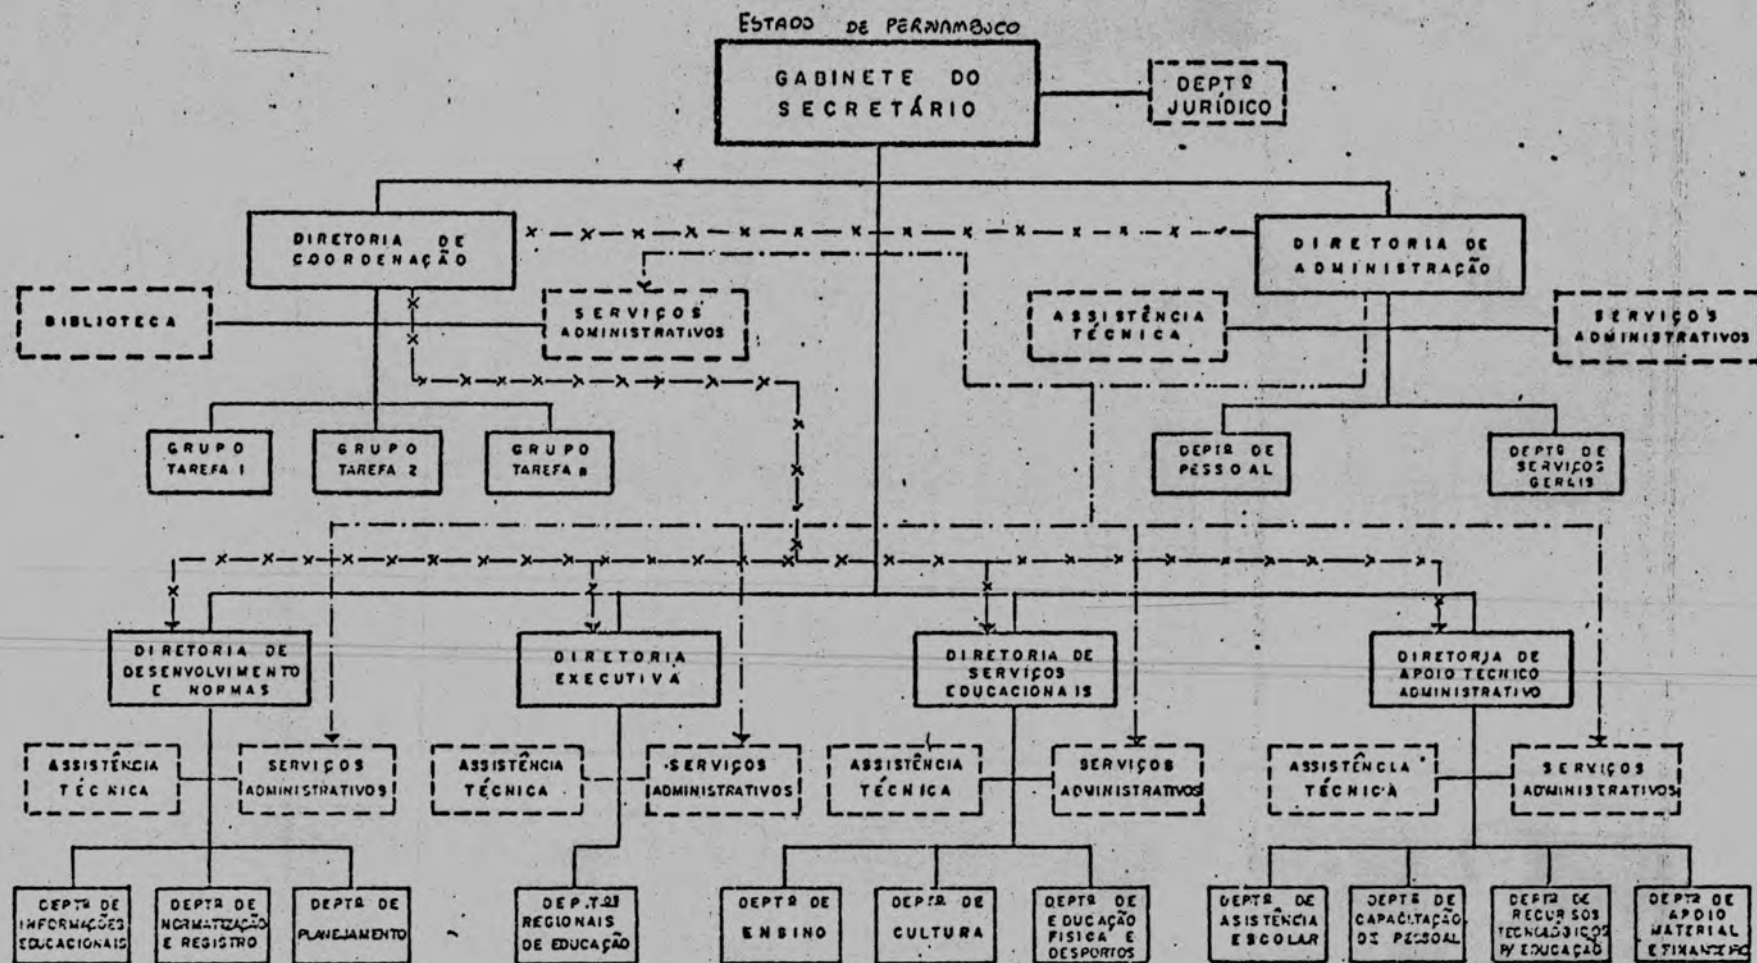 ESTADO DE PERNAMBUCO
GABINETE DO
SECRETÁRIO
DEPTº
JURÍDICO
DIRETORIA DE
COORDENAÇÃO
DIRETORIA DE
ADMINISTRAÇÃO
BIBLIOTECA
SERVIÇOS
ADMINISTRATIVOS
ASSISTÊNCIA
TÉCNICA
SERVIÇOS
ADMINISTRATIVOS
GRUPO
TAREFA 1
GRUPO
TAREFA 2
GRUPO
TAREFA n
DEPTº DE
PESSOAL
DEPTº DE
SERVIÇOS
GERAIS
DIRETORIA DE
DESENVOLVIMENTO
E NORMAS
DIRETORIA
EXECUTIVA
DIRETORIA DE
SERVIÇOS
EDUCACIONAIS
DIRETORIA DE
APOIO TECNICO
ADMINISTRATIVO
ASSISTÊNCIA
TÉCNICA
SERVIÇOS
ADMINISTRATIVOS
ASSISTÊNCIA
TÉCNICA
SERVIÇOS
ADMINISTRATIVOS
ASSISTÊNCIA
TÉCNICA
SERVIÇOS
ADMINISTRATIVOS
ASSISTÊNCIA
TÉCNICA
SERVIÇOS
ADMINISTRATIVOS
DEPTº DE
INFORMAÇÕES
EDUCACIONAIS
DEPTº DE
NORMATIZAÇÃO
E REGISTRO
DEPTº DE
PLANEJAMENTO
DEP.TOS
REGIONAIS
DE EDUCAÇÃO
DEPTº DE
ENSINO
DEPTº DE
CULTURA
DEPTº DE
EDUCAÇÃO
FISICA E
DESPORTOS
DEPTº DE
ASISTÊNCIA
ESCOLAR
DEPTº DE
CAPACITAÇÃO
DE PESSOAL
DEPTº DE
RECURSOS
TECNOLÓGICOS
P/ EDUCAÇÃO
DEPTº DE
APOIO
MATERIAL
E FINANCEIRO